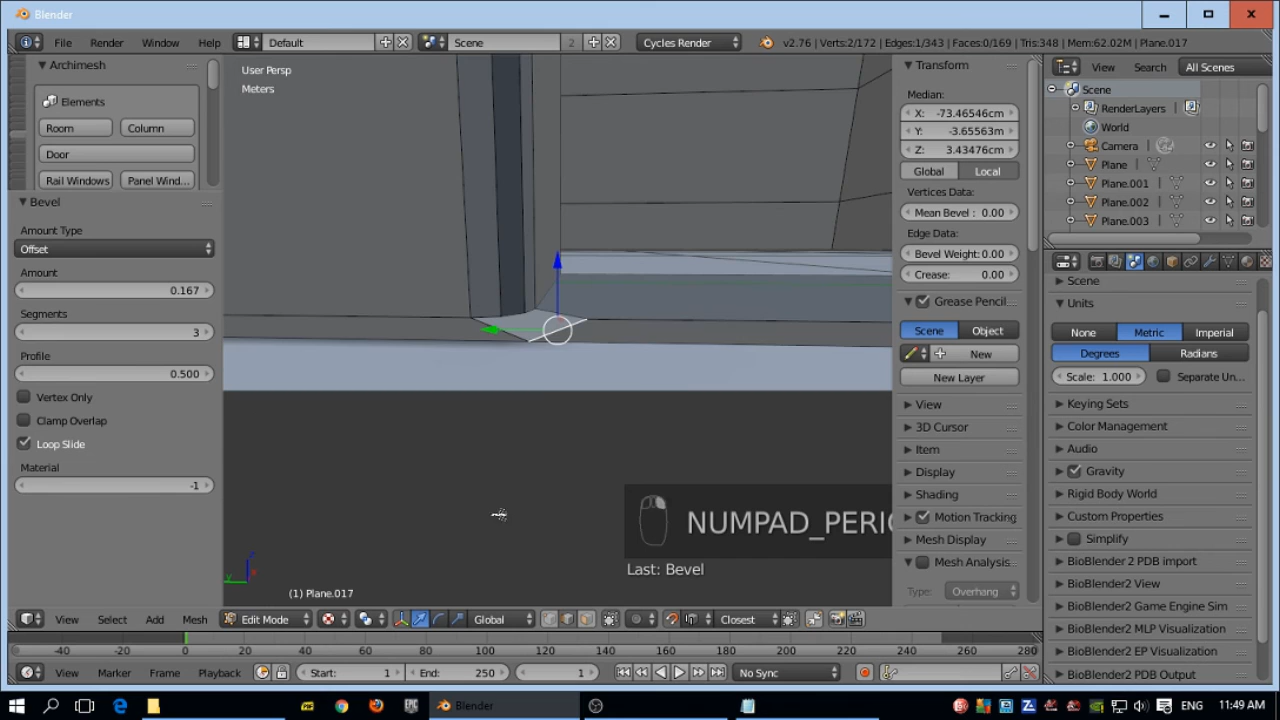 Blender
File Render Window Help Default Scene 2 Cycles Render v2.76 | Verts:2/172 | Edges:1/343 | Faces:0/169 | Tris:348 | Mem:62.02M | Plane.017
Archimesh
Elements
Room Column
Door
Rail Windows Panel Wind...
Bevel
Amount Type
Offset
Amount
0.167
Segments
3
Profile
0.500
Vertex Only
Clamp Overlap
Loop Slide
Material
-1
User Persp
Meters
NUMPAD_PERIO
Last: Bevel
(1) Plane.017
Transform
Median:
X: -73.46546cm
Y: -3.65563m
Z: 3.43476cm
Global Local
Vertices Data:
Mean Bevel : 0.00
Edge Data:
Bevel Weight: 0.00
Crease: 0.00
Grease Pencil
Scene Object
New
New Layer
View
3D Cursor
Item
Display
Shading
Motion Tracking
Mesh Display
Mesh Analysis
Type: Overhang
View Search All Scenes
Scene
RenderLayers
World
Camera
Plane
Plane.001
Plane.002
Plane.003
Scene
Units
None Metric Imperial
Degrees Radians
Scale: 1.000 Separate Un...
Keying Sets
Color Management
Audio
Gravity
Rigid Body World
Custom Properties
Simplify
BioBlender 2 PDB import
BioBlender2 View
BioBlender2 Game Engine Sim
BioBlender2 MLP Visualization
BioBlender2 EP Visualization
BioBlender2 PDB Output
View Select Add Mesh Edit Mode Global Closest
-40 -20 0 20 40 60 80 100 120 140 160 180 200 220 240 260 280
View Marker Frame Playback Start: 1 End: 250 1 No Sync
Blender ENG 11:49 AM